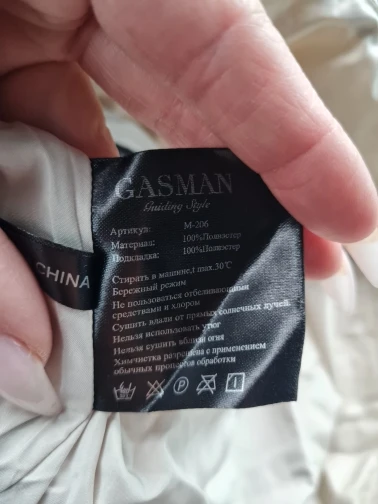 GASMAN
Guiding Style
Артикул: M-206
Материал: 100%Полиэстер
Подкладка: 100%Полиэстер
Стирать в машине,t max.30℃
Бережный режим
Не пользоваться отбеливающими
средствами и хлором
Сушить вдали от прямых солнечных лучей.
Нельзя использовать утюг
Нельзя сушить вблизи огня
Химчистка разрешена с применением
обычных процессов обработки
P
CHINA